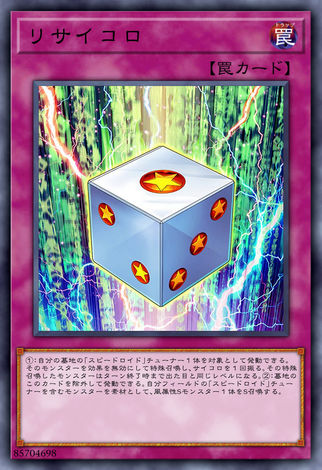 リサイコロ
トラップ
罠
【罠カード】
①:自分の墓地の「スピードロイド」チューナー1体を対象として発動できる。
そのモンスターを効果を無効にして特殊召喚し、サイコロを1回振る。その特殊
召喚したモンスターはターン終了時まで出た目と同じレベルになる。②:墓地の
このカードを除外して発動できる。自分フィールドの「スピードロイド」チュー
ナーを含むモンスターを素材として、風属性Sモンスター1体をS召喚する。
85704698